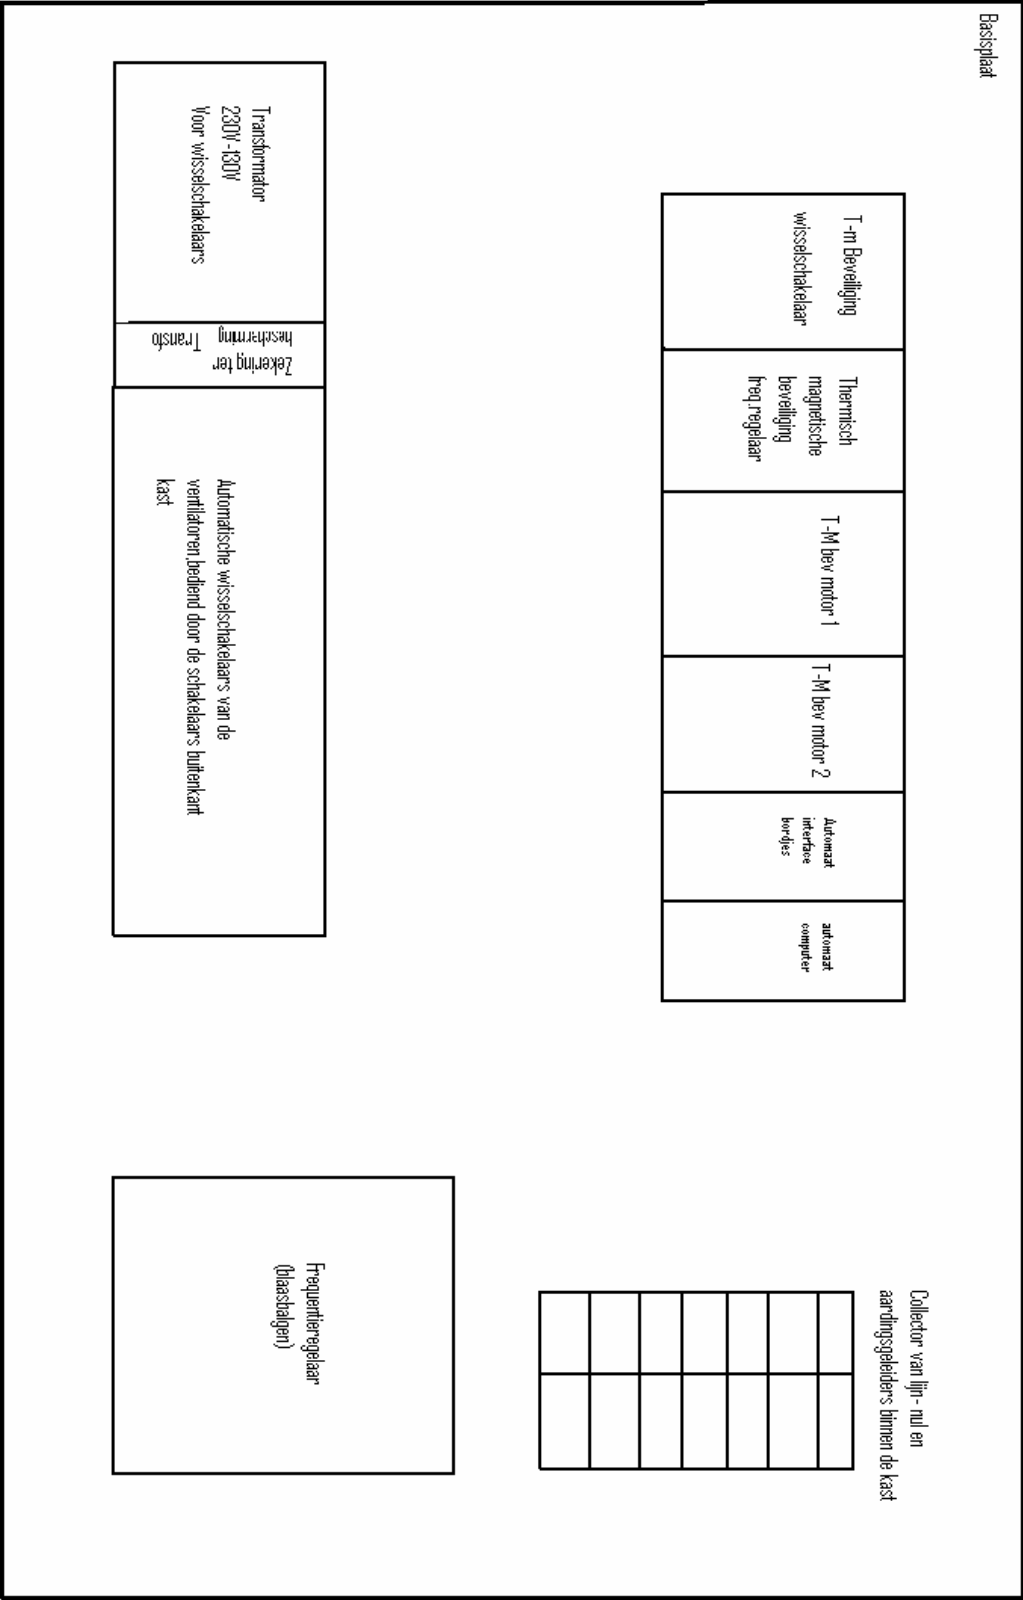 Basisplaat
T-m Beveiliging
wisselschakelaar
Thermisch
magnetische
beveiliging
freq.regelaar
T-M bev motor 1
T-M bev motor 2
Automaat
interface
bordjes
automaat
computer
Collector van lijn- nul en
aardingsgeleiders binnen de kast
Transformator
230V-130V
Voor wisselschakelaars
Zekering ter
bescherming
Transfo
Automatische wisselschakelaars van de
ventilatoren,bediend door de schakelaars buitenkant
kast
Frequentieregelaar
(blaasbalgen)